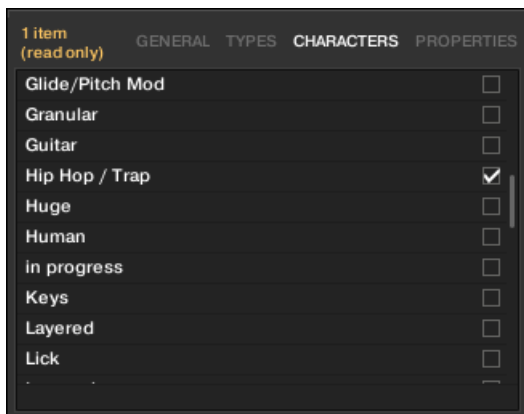 1 item
(read only)
GENERAL TYPES CHARACTERS PROPERTIES
Glide/Pitch Mod
Granular
Guitar
Hip Hop / Trap
Huge
Human
in progress
Keys
Layered
Lick